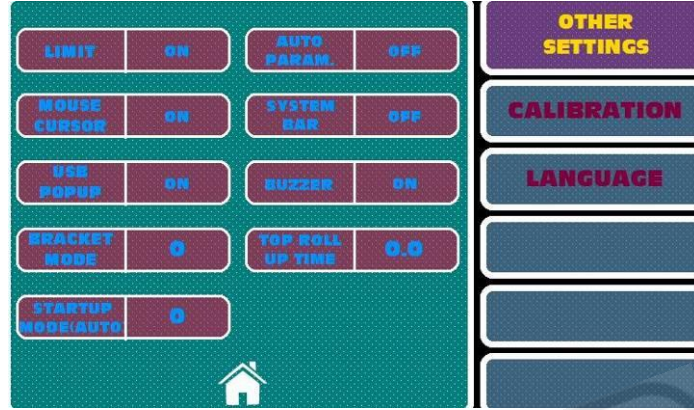 LIMIT ON
AUTO
PARAM. OFF
MOUSE
CURSOR ON
SYSTEM
BAR OFF
USB
POPUP ON
BUZZER ON
BRACKET
MODE 0
TOP ROLL
UP TIME 0.0
STARTUP
MODE(AUTO 0
OTHER
SETTINGS
CALIBRATION
LANGUAGE